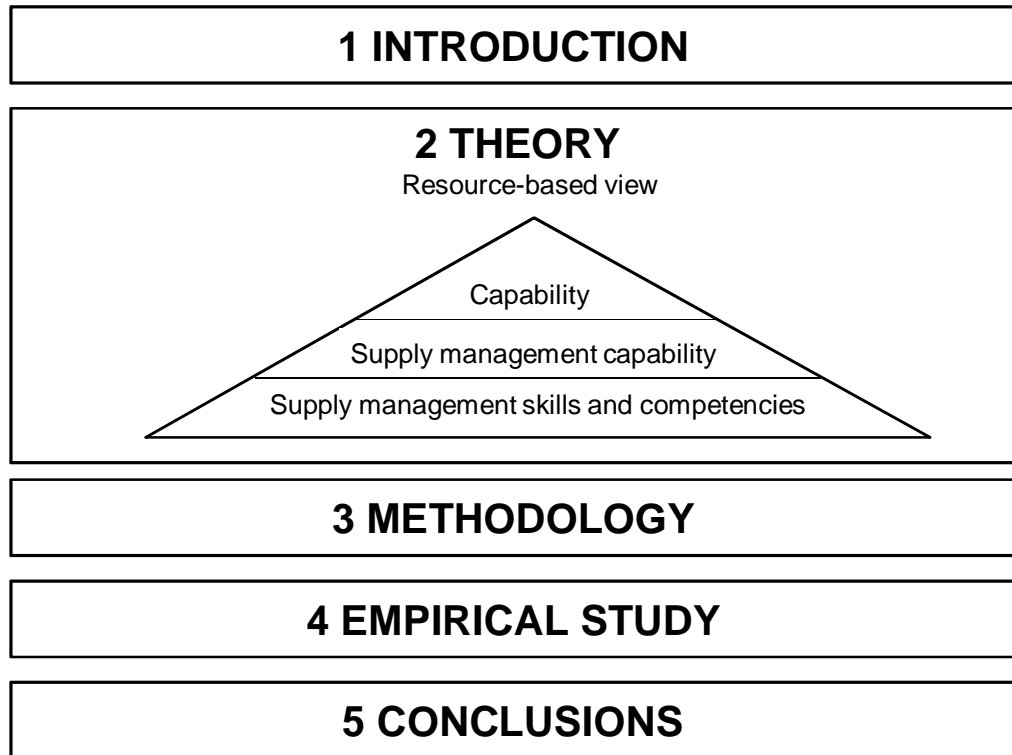 1 INTRODUCTION
2 THEORY
Resource-based view
Capability
Supply management capability
Supply management skills and competencies
3 METHODOLOGY
4 EMPIRICAL STUDY
5 CONCLUSIONS